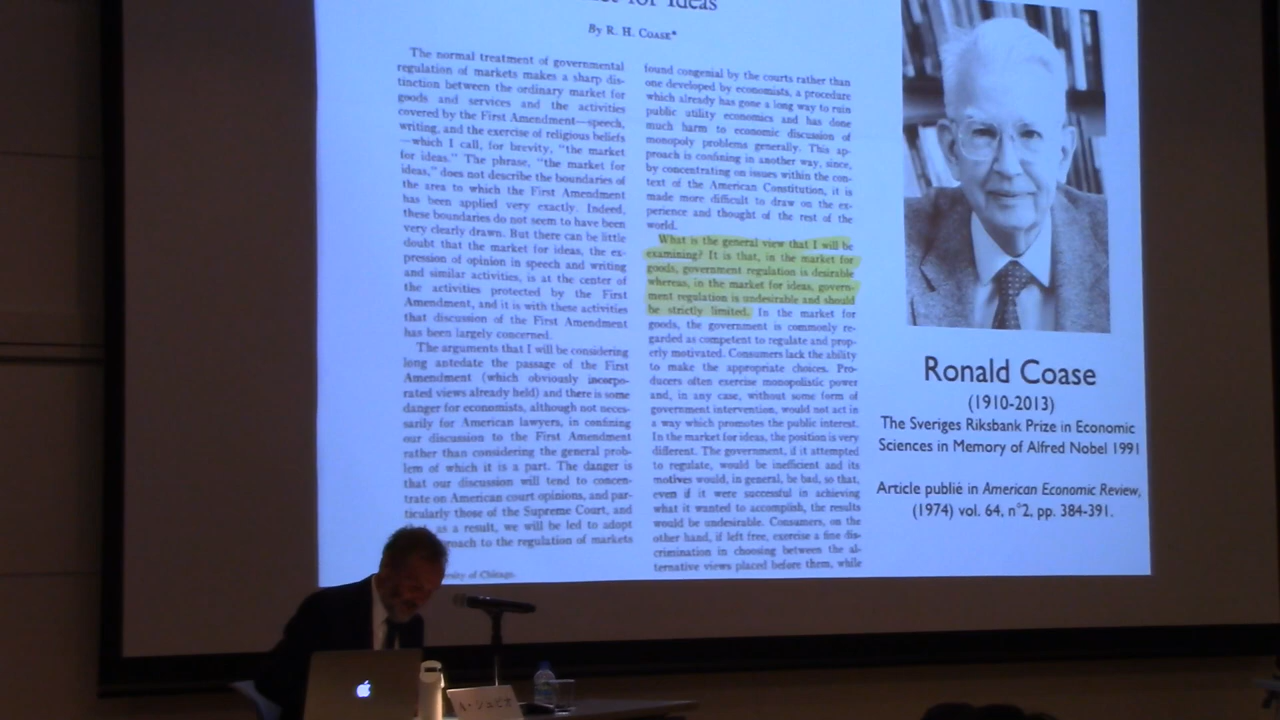 for Ideas
By R. H. COASE*
The normal treatment of governmental
regulation of markets makes a sharp dis-
tinction between the ordinary market for
goods and services and the activities
covered by the First Amendment—speech,
writing, and the exercise of religious beliefs
—which I call, for brevity, "the market
for ideas." The phrase, "the market for
ideas," does not describe the boundaries of
the area to which the First Amendment
has been applied very exactly. Indeed,
these boundaries do not seem to have been
very clearly drawn. But there can be little
doubt that the market for ideas, the ex-
pression of opinion in speech and writing
and similar activities, is at the center of
the activities protected by the First
Amendment, and it is with these activities
that discussion of the First Amendment
has been largely concerned.
The arguments that I will be considering
long antedate the passage of the First
Amendment (which obviously incorpo-
rated views already held) and there is some
danger for economists, although not neces-
sarily for American lawyers, in confining
our discussion to the First Amendment
rather than considering the general prob-
lem of which it is a part. The danger is
that our discussion will tend to concen-
trate on American court opinions, and par-
ticularly those of the Supreme Court, and
as a result, we will be led to adopt
roach to the regulation of markets
ersity of Chicago.
found congenial by the courts rather than
one developed by economists, a procedure
which already has gone a long way to ruin
public utility economics and has done
much harm to economic discussion of
monopoly problems generally. This ap-
proach is confining in another way, since,
by concentrating on issues within the con-
text of the American Constitution, it is
made more difficult to draw on the ex-
perience and thought of the rest of the
world.
What is the general view that I will be
examining? It is that, in the market for
goods, government regulation is desirable
whereas, in the market for ideas, govern-
ment regulation is undesirable and should
be strictly limited. In the market for
goods, the government is commonly re-
garded as competent to regulate and prop-
erly motivated. Consumers lack the ability
to make the appropriate choices. Pro-
ducers often exercise monopolistic power
and, in any case, without some form of
government intervention, would not act in
a way which promotes the public interest.
In the market for ideas, the position is very
different. The government, if it attempted
to regulate, would be inefficient and its
motives would, in general, be bad, so that,
even if it were successful in achieving
what it wanted to accomplish, the results
would be undesirable. Consumers, on the
other hand, if left free, exercise a fine dis-
crimination in choosing between the al-
ternative views placed before them, while
Ronald Coase
(1910-2013)
The Sveriges Riksbank Prize in Economic
Sciences in Memory of Alfred Nobel 1991
Article publié in American Economic Review,
(1974) vol. 64, n°2, pp. 384-391.
A・シュピオ